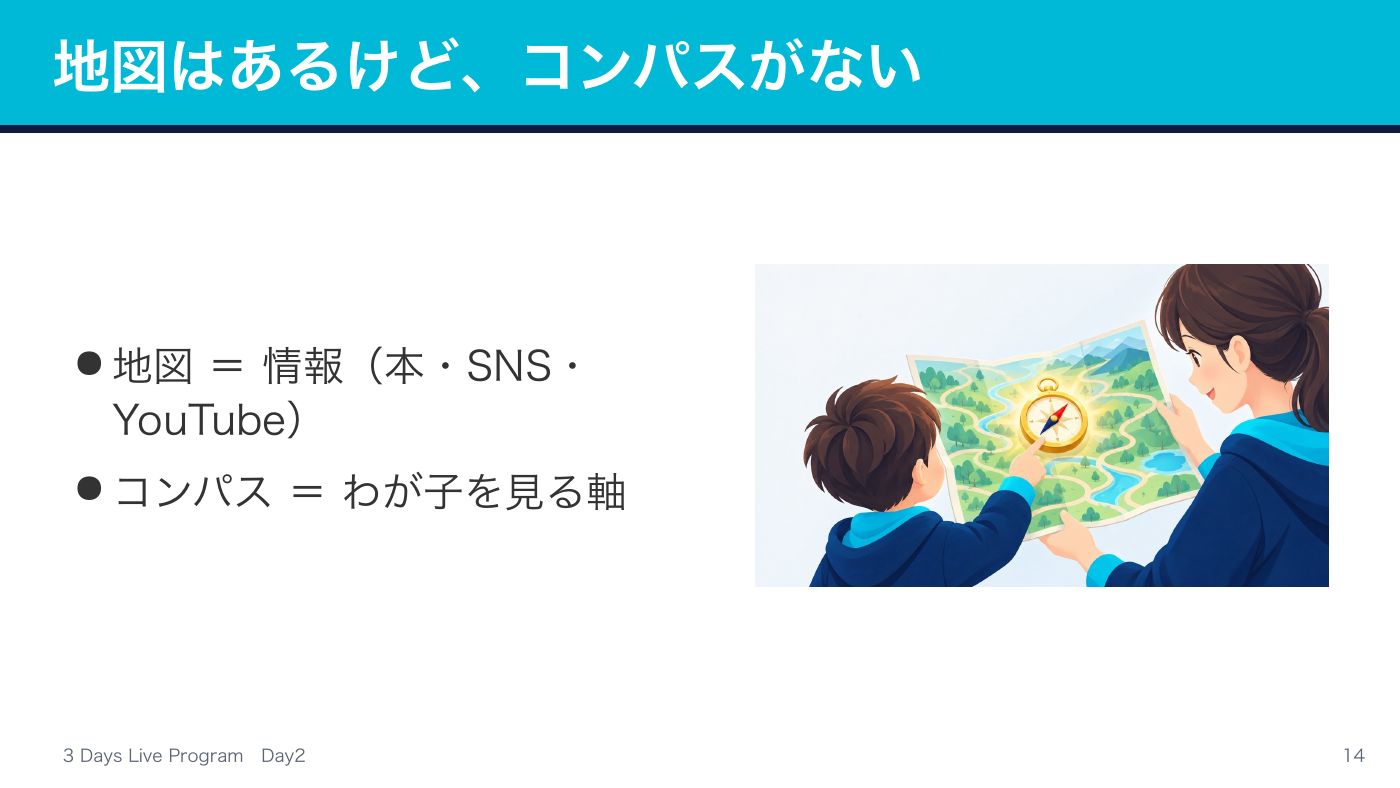 地図はあるけど、コンパスがない
● 地図 ＝ 情報（本・SNS・
YouTube）
● コンパス ＝ わが子を見る軸
3 Days Live Program　Day2
14